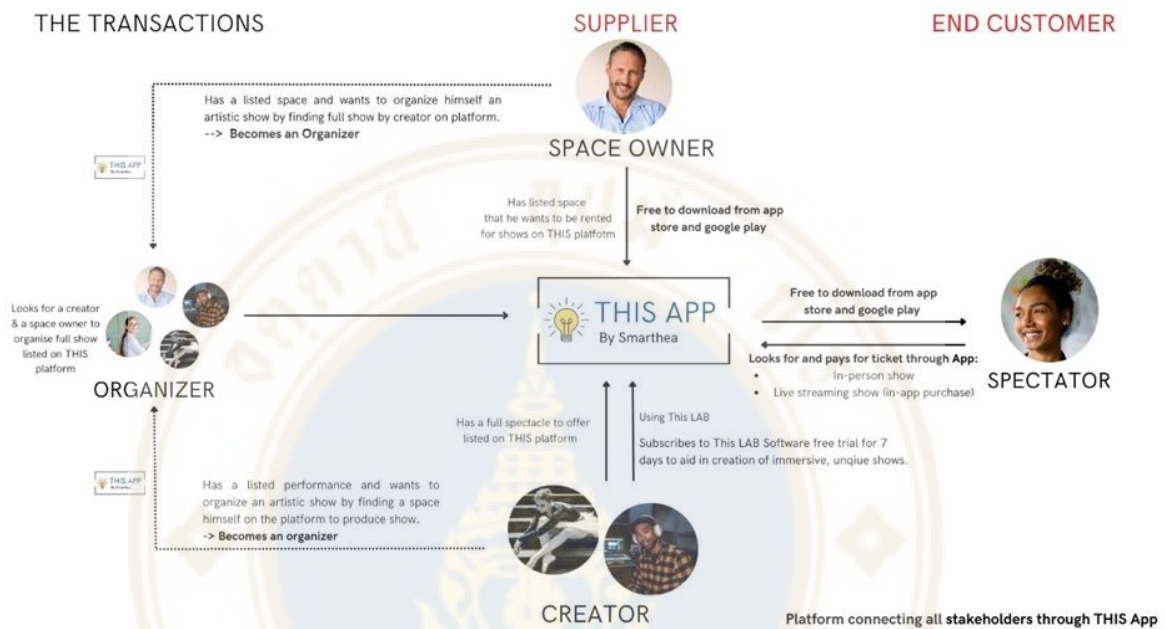 THE TRANSACTIONS
SUPPLIER
END CUSTOMER
Has a listed space and wants to organize himself an
artistic show by finding full show by creator on platform.
--> Becomes an Organizer
SPACE OWNER
THIS APP
By Smarthea
Has listed space
that he wants to be rented
for shows on THIS platfotm
Free to download from app
store and google play
Looks for a creator
& a space owner to
organise full show
listed on THIS
platform
ORGANIZER
THIS APP
By Smarthea
Free to download from app
store and google play
Looks for and pays for ticket through App:
• In-person show
• Live streaming show (in-app purchase)
SPECTATOR
Has a full spectacle to offer
listed on THIS platform
Using This LAB
Subscribes to This LAB Software free trial for 7
days to aid in creation of immersive, unqiue shows.
THIS APP
By Smarthea
Has a listed performance and wants to
organize an artistic show by finding a space
himself on the platform to produce show.
-> Becomes an organizer
CREATOR
Platform connecting all stakeholders through THIS App